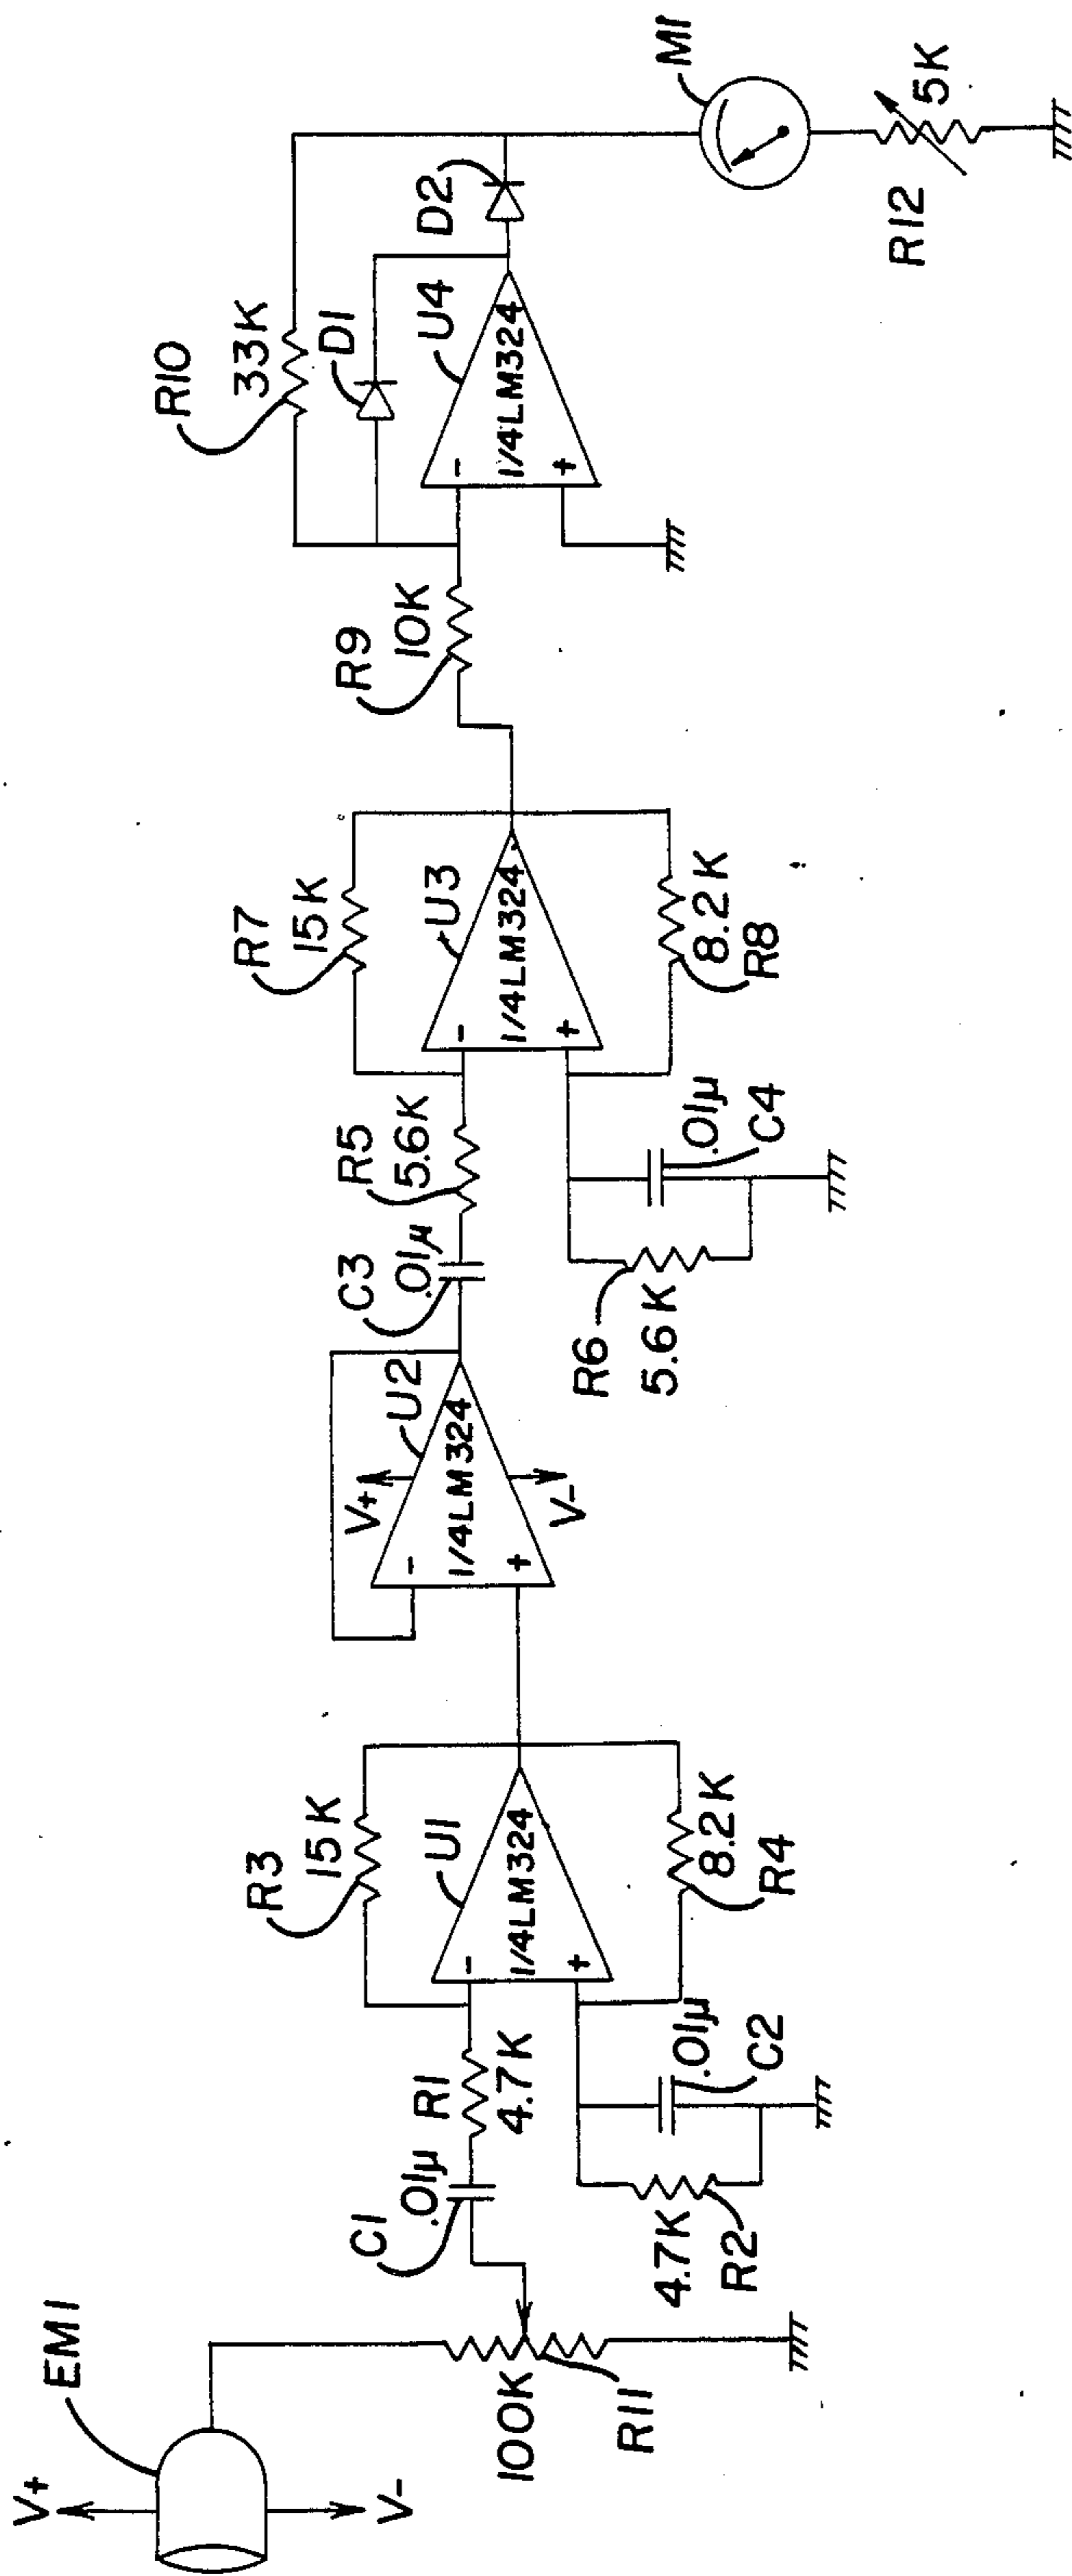 V+
EM1
V-
100K
R11
C1
.01μ
R1
4.7K
4.7K
R2
.01μ
C2
R3
15K
U1
-
1/4LM324
+
8.2K
R4
V+
U2
-
1/4LM324
+
V-
C3
.01μ
R5
5.6K
R6
5.6K
.01μ
C4
R7
15K
U3
-
1/4LM324
+
8.2K
R8
R9
10K
R10
33K
D1
U4
-
1/4LM324
+
D2
M1
R12
5K